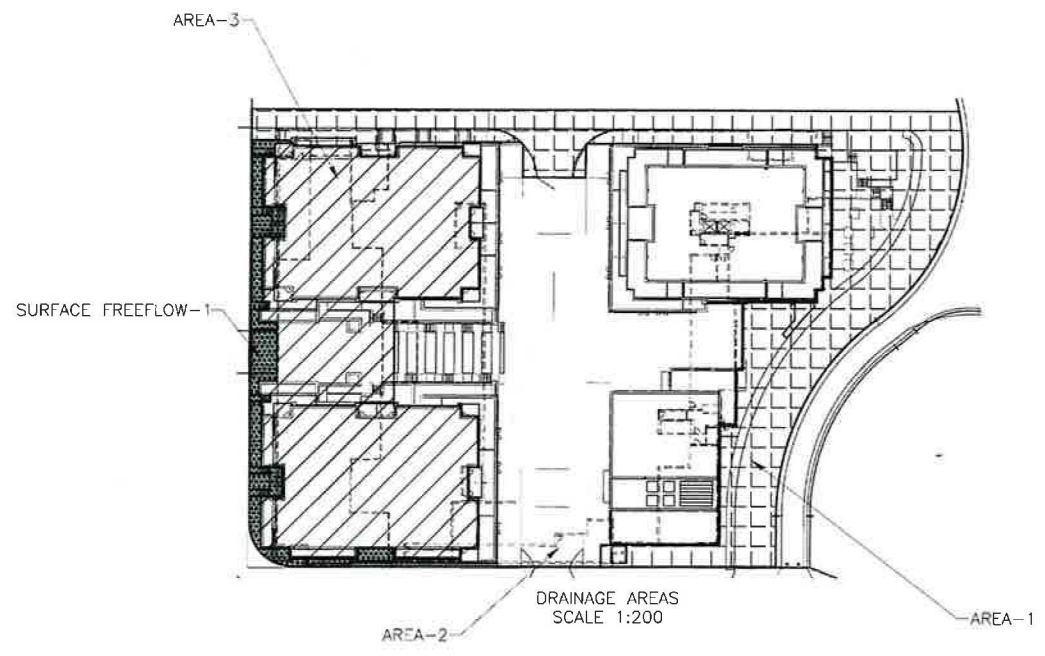 AREA-3
SURFACE FREEFLOW-1
DRAINAGE AREAS
SCALE 1:200
AREA-2
AREA-1